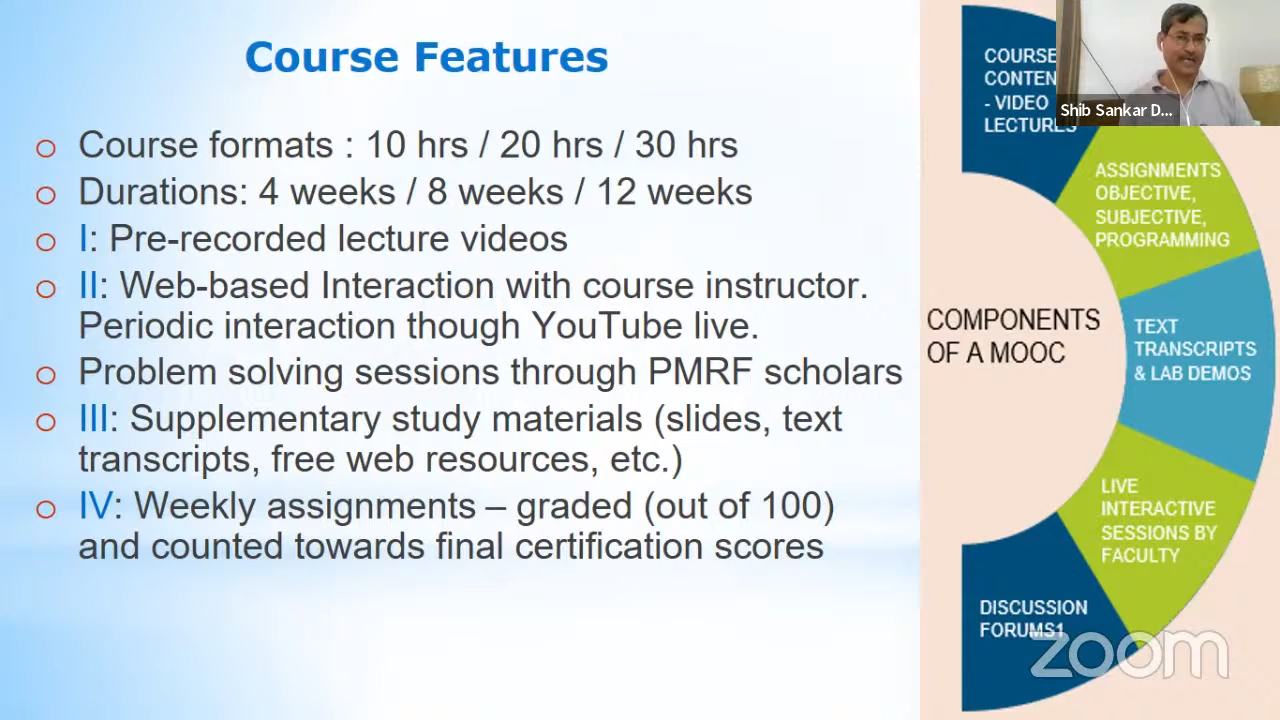 Course Features
o Course formats : 10 hrs / 20 hrs / 30 hrs
o Durations: 4 weeks / 8 weeks / 12 weeks
o I: Pre-recorded lecture videos
o II: Web-based Interaction with course instructor.
Periodic interaction though YouTube live.
o Problem solving sessions through PMRF scholars
o III: Supplementary study materials (slides, text
transcripts, free web resources, etc.)
o IV: Weekly assignments – graded (out of 100)
and counted towards final certification scores
COMPONENTS
OF A MOOC
COURSE
CONTEN
- VIDEO
LECTURES
Shib Sankar D...
ASSIGNMENTS
OBJECTIVE,
SUBJECTIVE,
PROGRAMMING
TEXT
TRANSCRIPTS
& LAB DEMOS
LIVE
INTERACTIVE
SESSIONS BY
FACULTY
DISCUSSION
FORUMS1
zoom